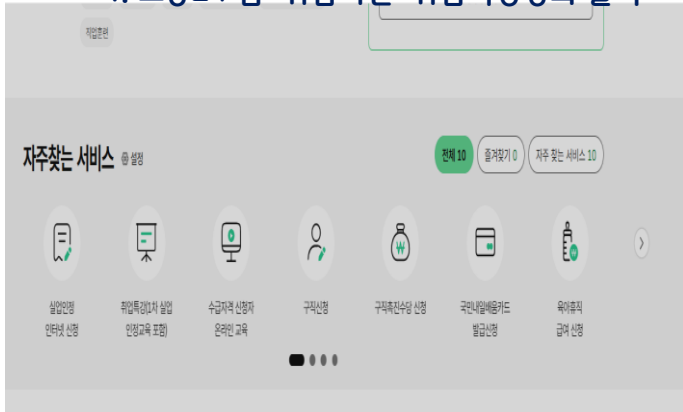 직업훈련
자주찾는 서비스 설정
전체 10 즐겨찾기 0 자주 찾는 서비스 10
실업인정
인터넷 신청
취업특강(1차 실업
인정교육 포함)
수급자격 신청자
온라인 교육
구직신청
구직촉진수당 신청
국민내일배움카드
발급신청
육아휴직
급여 신청